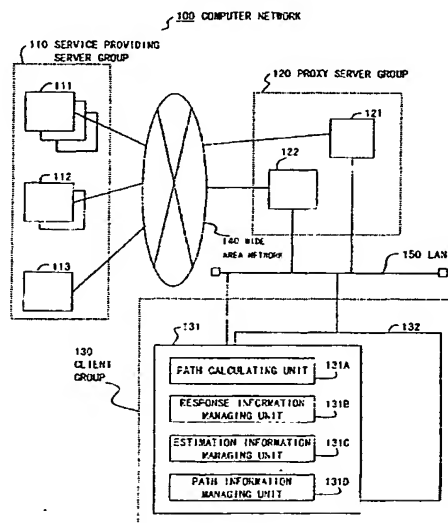 100 COMPUTER NETWORK
110 SERVICE PROVIDING
SERVER GROUP
111
112
113
120 PROXY SERVER GROUP
121
122
140 WIDE
AREA NETWORK
150 LAN
130
CLIENT
GROUP
131
132
PATH CALCULATING UNIT
131A
RESPONSE INFORMATION
MANAGING UNIT
131B
ESTIMATION INFORMATION
MANAGING UNIT
131C
PATH INFORMATION
MANAGING UNIT
131D